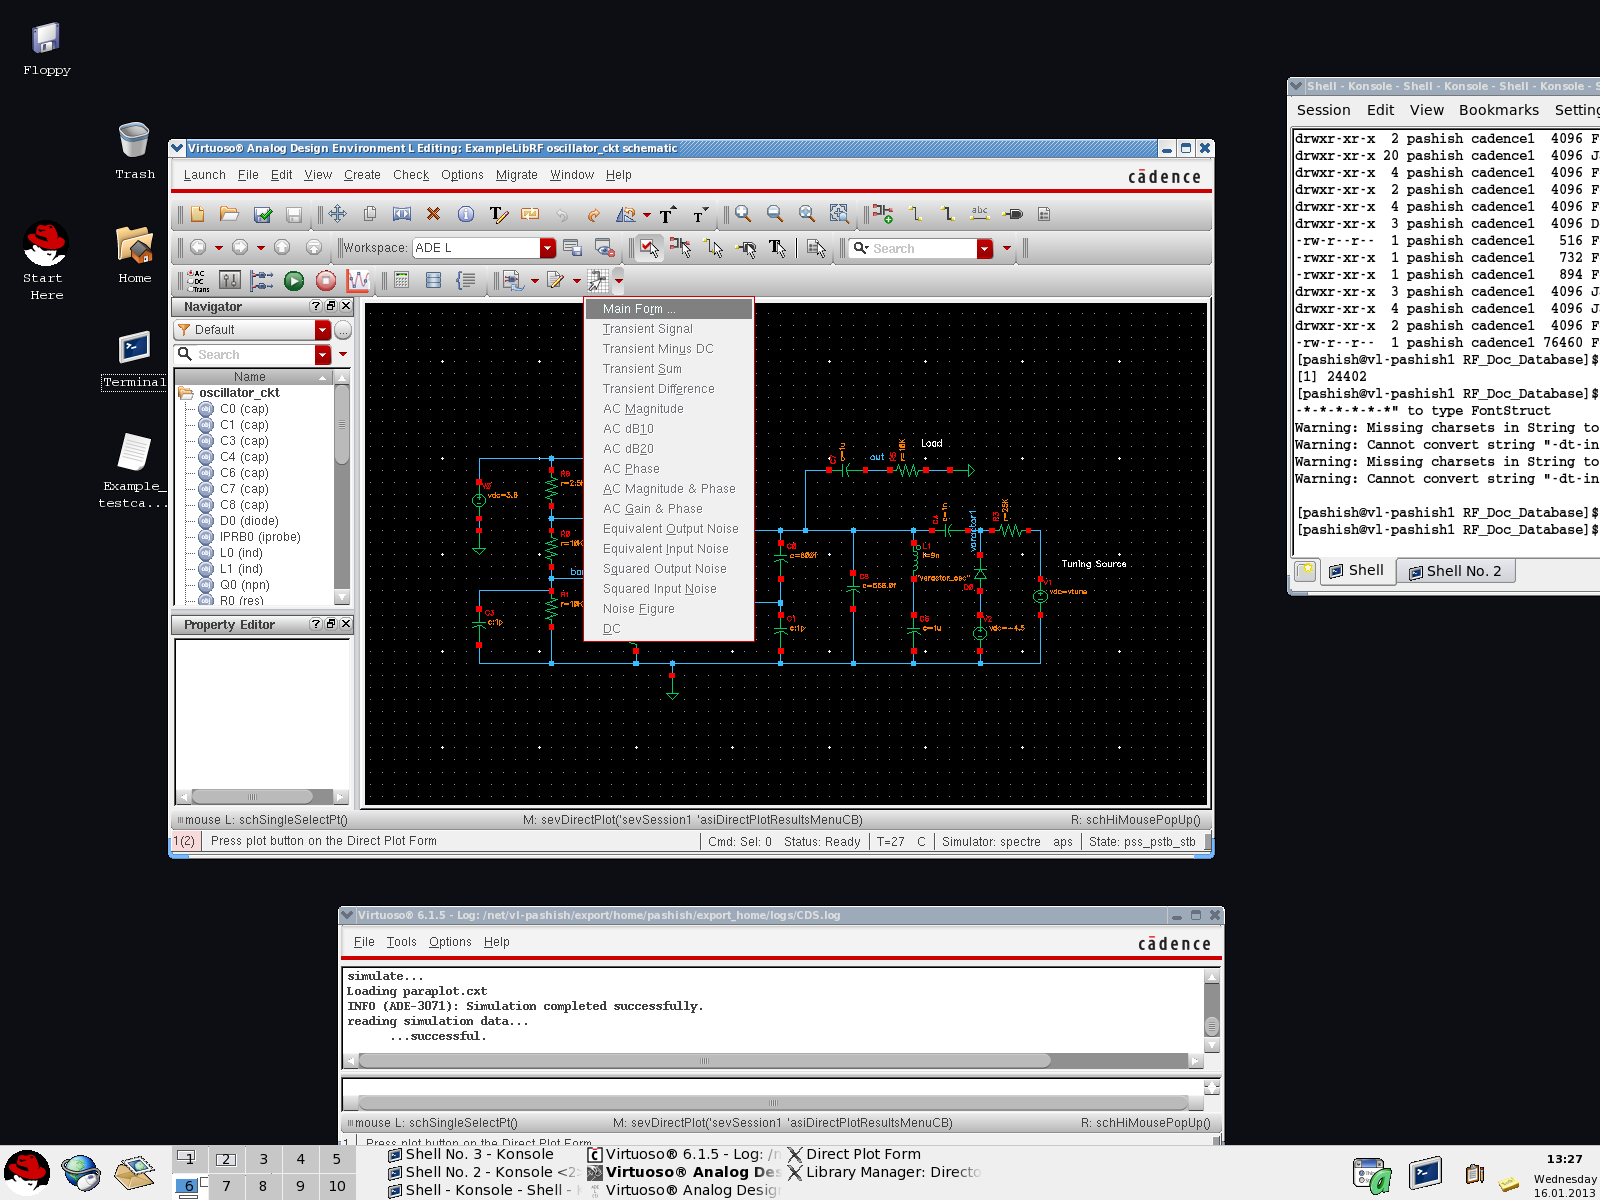 Floppy
Trash
Start
Here
Home
Terminal
Example_
testca...
Virtuoso® Analog Design Environment L Editing: ExampleLibRF oscillator_ckt schematic
Launch File Edit View Create Check Options Migrate Window Help
cādence
Workspace: ADE L
Search
AC
DC
Trans
Navigator
Default
Search
Name
oscillator_ckt
C0 (cap)
C1 (cap)
C3 (cap)
C4 (cap)
C6 (cap)
C7 (cap)
C8 (cap)
D0 (diode)
IPRB0 (iprobe)
L0 (ind)
L1 (ind)
Q0 (npn)
R0 (res)
Property Editor
Main Form ...
Transient Signal
Transient Minus DC
Transient Sum
Transient Difference
AC Magnitude
AC dB10
AC dB20
AC Phase
AC Magnitude & Phase
AC Gain & Phase
Equivalent Output Noise
Equivalent Input Noise
Squared Output Noise
Squared Input Noise
Noise Figure
DC
Load
out
varactor1
Tuning Source
vdc=vtune
mouse L: schSingleSelectPt()
M: sevDirectPlot('sevSession1 'asiDirectPlotResultsMenuCB)
R: schHiMousePopUp()
1(2) Press plot button on the Direct Plot Form
Cmd: Sel: 0 Status: Ready T=27 C Simulator: spectre aps State: pss_pstb_stb
Shell - Konsole - Shell - Konsole - Shell - Konsole - S
Session Edit View Bookmarks Setting
drwxr-xr-x 2 pashish cadence1 4096 F
drwxr-xr-x 20 pashish cadence1 4096 J
drwxr-xr-x 4 pashish cadence1 4096 F
drwxr-xr-x 2 pashish cadence1 4096 F
drwxr-xr-x 4 pashish cadence1 4096 F
drwxr-xr-x 3 pashish cadence1 4096 D
-rw-r--r-- 1 pashish cadence1 516 F
-rwxr-xr-x 1 pashish cadence1 732 F
-rwxr-xr-x 1 pashish cadence1 894 F
drwxr-xr-x 3 pashish cadence1 4096 J
drwxr-xr-x 4 pashish cadence1 4096 J
drwxr-xr-x 2 pashish cadence1 4096 F
-rw-r--r-- 1 pashish cadence1 76460 F
[pashish@vl-pashish1 RF_Doc_Database]$
[1] 24402
[pashish@vl-pashish1 RF_Doc_Database]$
-*-*-*-*-*-*" to type FontStruct
Warning: Missing charsets in String to
Warning: Cannot convert string "-dt-in
Warning: Missing charsets in String to
Warning: Cannot convert string "-dt-in
[pashish@vl-pashish1 RF_Doc_Database]$
[pashish@vl-pashish1 RF_Doc_Database]$
Shell Shell No. 2
Virtuoso® 6.1.5 - Log: /net/vl-pashish/export/home/pashish/export_home/logs/CDS.log
File Tools Options Help
cādence
simulate...
Loading paraplot.cxt
INFO (ADE-3071): Simulation completed successfully.
reading simulation data...
...successful.
mouse L: schSingleSelectPt()
M: sevDirectPlot('sevSession1 'asiDirectPlotResultsMenuCB)
R: schHiMousePopUp()
1 Press plot button on the Direct Plot Form
1 2 3 4 5
6 7 8 9 10
Shell No. 3 - Konsole
Shell No. 2 - Konsole <2>
Shell - Konsole - Shell -
Virtuoso® 6.1.5 - Log: /n
Virtuoso® Analog Des
Virtuoso® Analog Design
Direct Plot Form
Library Manager: Directo
13:27
Wednesday
16.01.2013